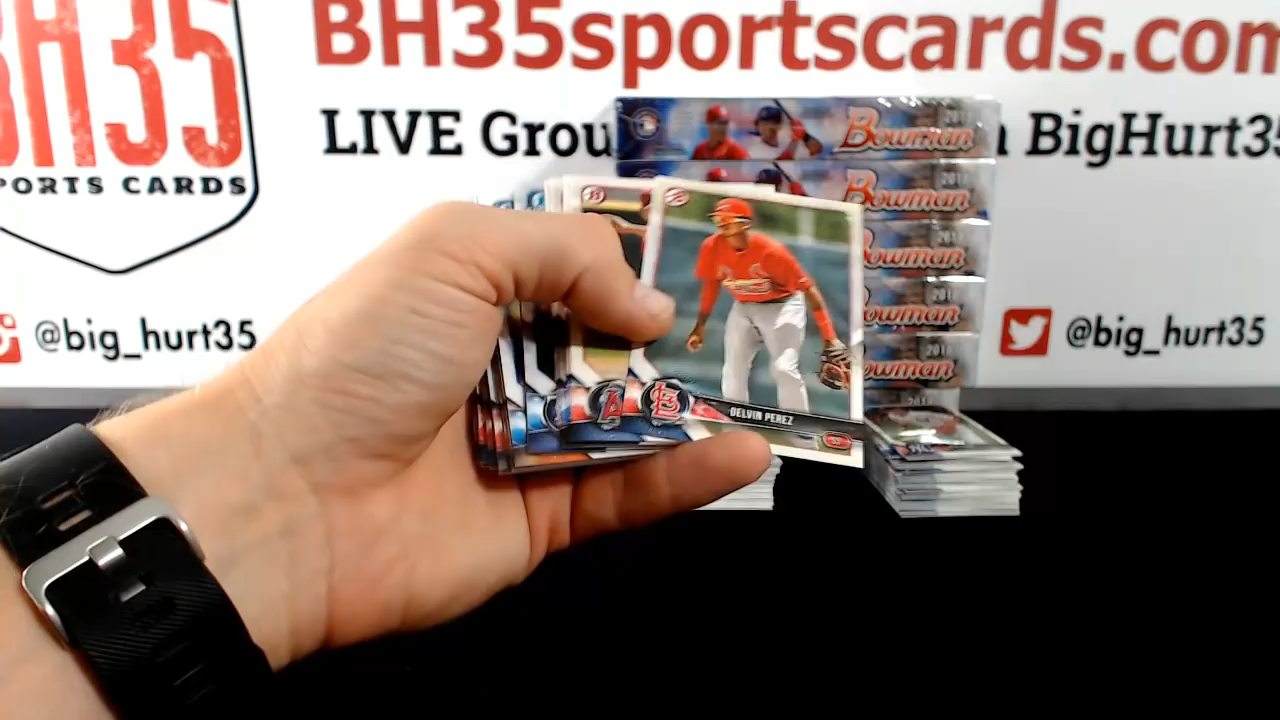 BH35
SPORTS CARDS
BH35sportscards.com
LIVE Grou
BigHurt35
@big_hurt35
@big_hurt35
Bowman
Bowman
Bowman
Bowman
Bowman
DELVIN PEREZ